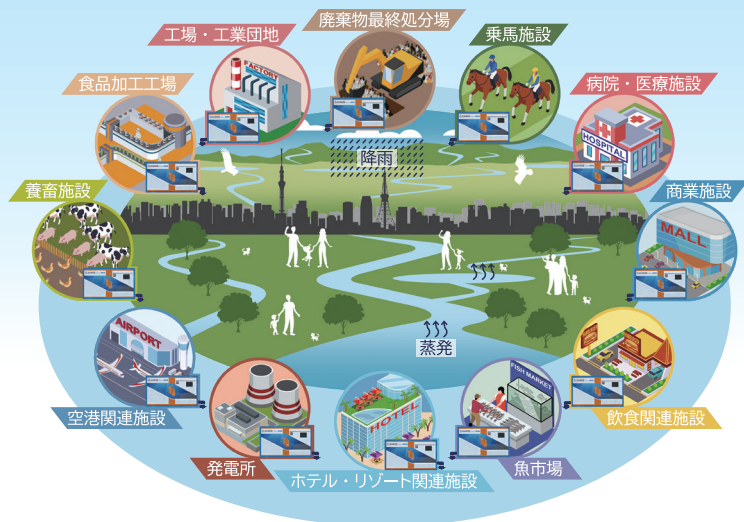 廃棄物最終処分場
工場・工業団地
乗馬施設
食品加工工場
病院・医療施設
FACTORY
HOSPITAL
降雨
養畜施設
商業施設
MALL
AIRPORT
蒸発
空港関連施設
FISH MARKET
飲食関連施設
HOTEL
発電所
魚市場
ホテル・リゾート関連施設